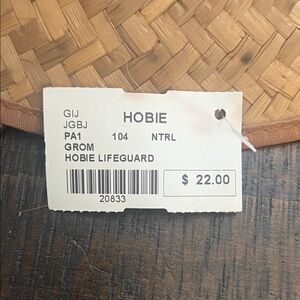 HOBIE
GIJ
JGBJ
PA1 104 NTRL
GROM
HOBIE LIFEGUARD
20833
$ 22.00